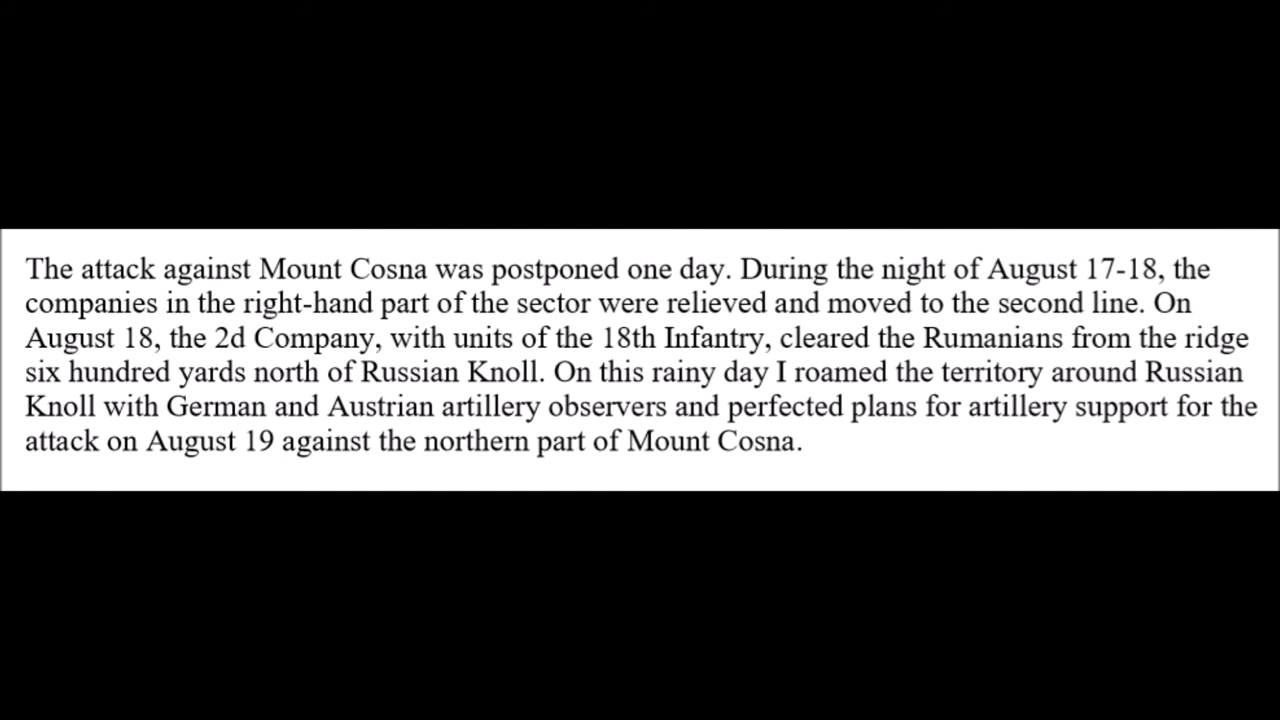 The attack against Mount Cosna was postponed one day. During the night of August 17-18, the
companies in the right-hand part of the sector were relieved and moved to the second line. On
August 18, the 2d Company, with units of the 18th Infantry, cleared the Rumanians from the ridge
six hundred yards north of Russian Knoll. On this rainy day I roamed the territory around Russian
Knoll with German and Austrian artillery observers and perfected plans for artillery support for the
attack on August 19 against the northern part of Mount Cosna.